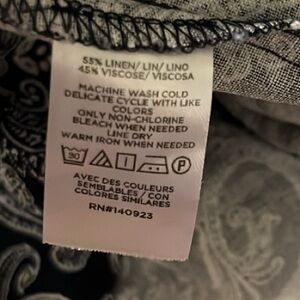 55% LINEN/ LIN/ LINO
45% VISCOSE/ VISCOSA
MACHINE WASH COLD
DELICATE CYCLE WITH LIKE
COLORS
ONLY NON-CHLORINE
BLEACH WHEN NEEDED
LINE DRY
WARM IRON WHEN NEEDED
30 P
AVEC DES COULEURS
SEMBLABLES / CON
COLORES SIMILARES
RN#140923